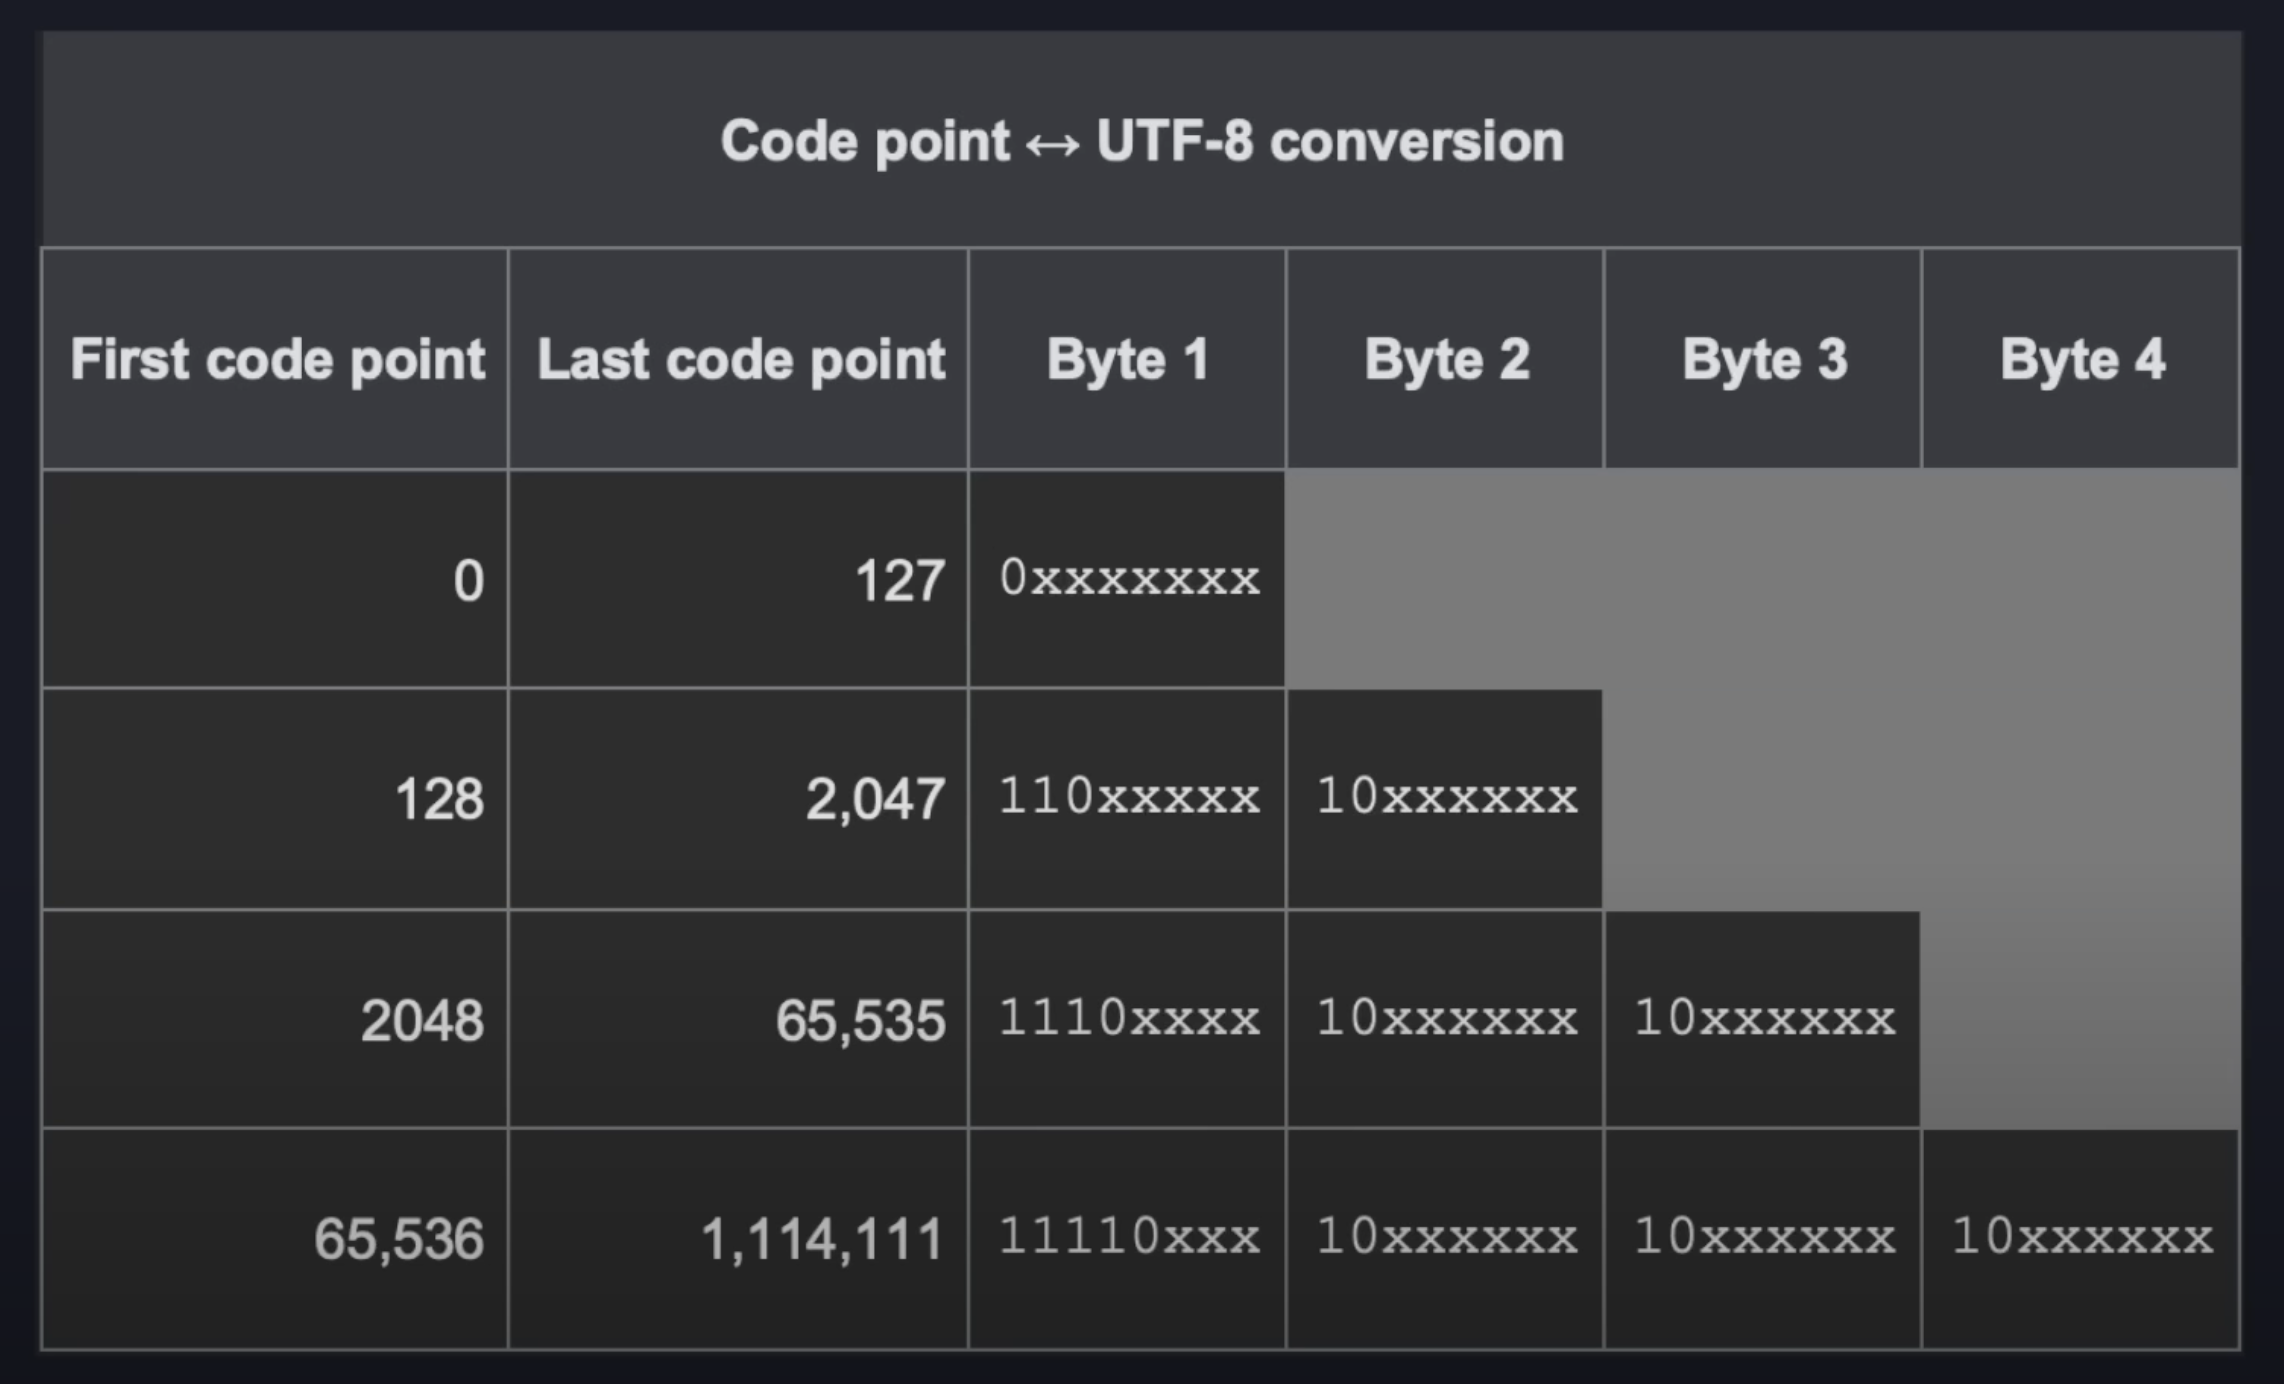 Code point ↔ UTF-8 conversion
First code point Last code point Byte 1 Byte 2 Byte 3 Byte 4
0 127 0xxxxxxx
128 2,047 110xxxxx 10xxxxxx
2048 65,535 1110xxxx 10xxxxxx 10xxxxxx
65,536 1,114,111 11110xxx 10xxxxxx 10xxxxxx 10xxxxxx